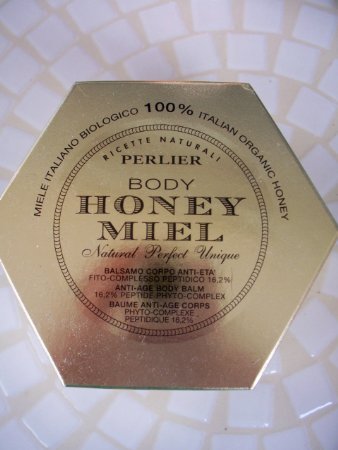 MIELE ITALIANO BIOLOGICO 100% ITALIAN ORGANIC HONEY
RICETTE NATURALI
PERLIER
BODY
HONEY
MIEL
Natural Perfect Unique
BALSAMO CORPO ANTI-ETA'
FITO-COMPLESSO PEPTIDICO 16,2%
ANTI-AGE BODY BALM
16,2% PEPTIDE PHYTO-COMPLEX
BAUME ANTI-AGE CORPS
PHYTO-COMPLEXE
PEPTIDIQUE 16,2%